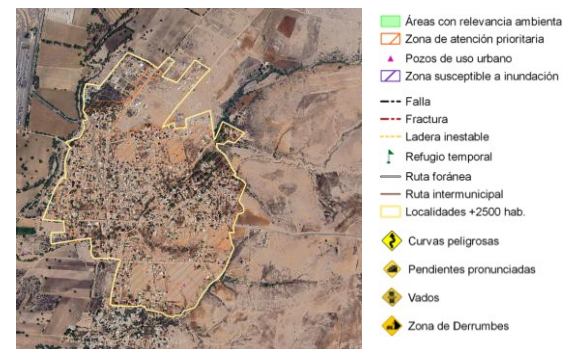 Áreas con relevancia ambienta
Zona de atención prioritaria
Pozos de uso urbano
Zona susceptible a inundación
Falla
Fractura
Ladera inestable
Refugio temporal
Ruta foránea
Ruta intermunicipal
Localidades +2500 hab.
Curvas peligrosas
Pendientes pronunciadas
Vados
Zona de Derrumbes